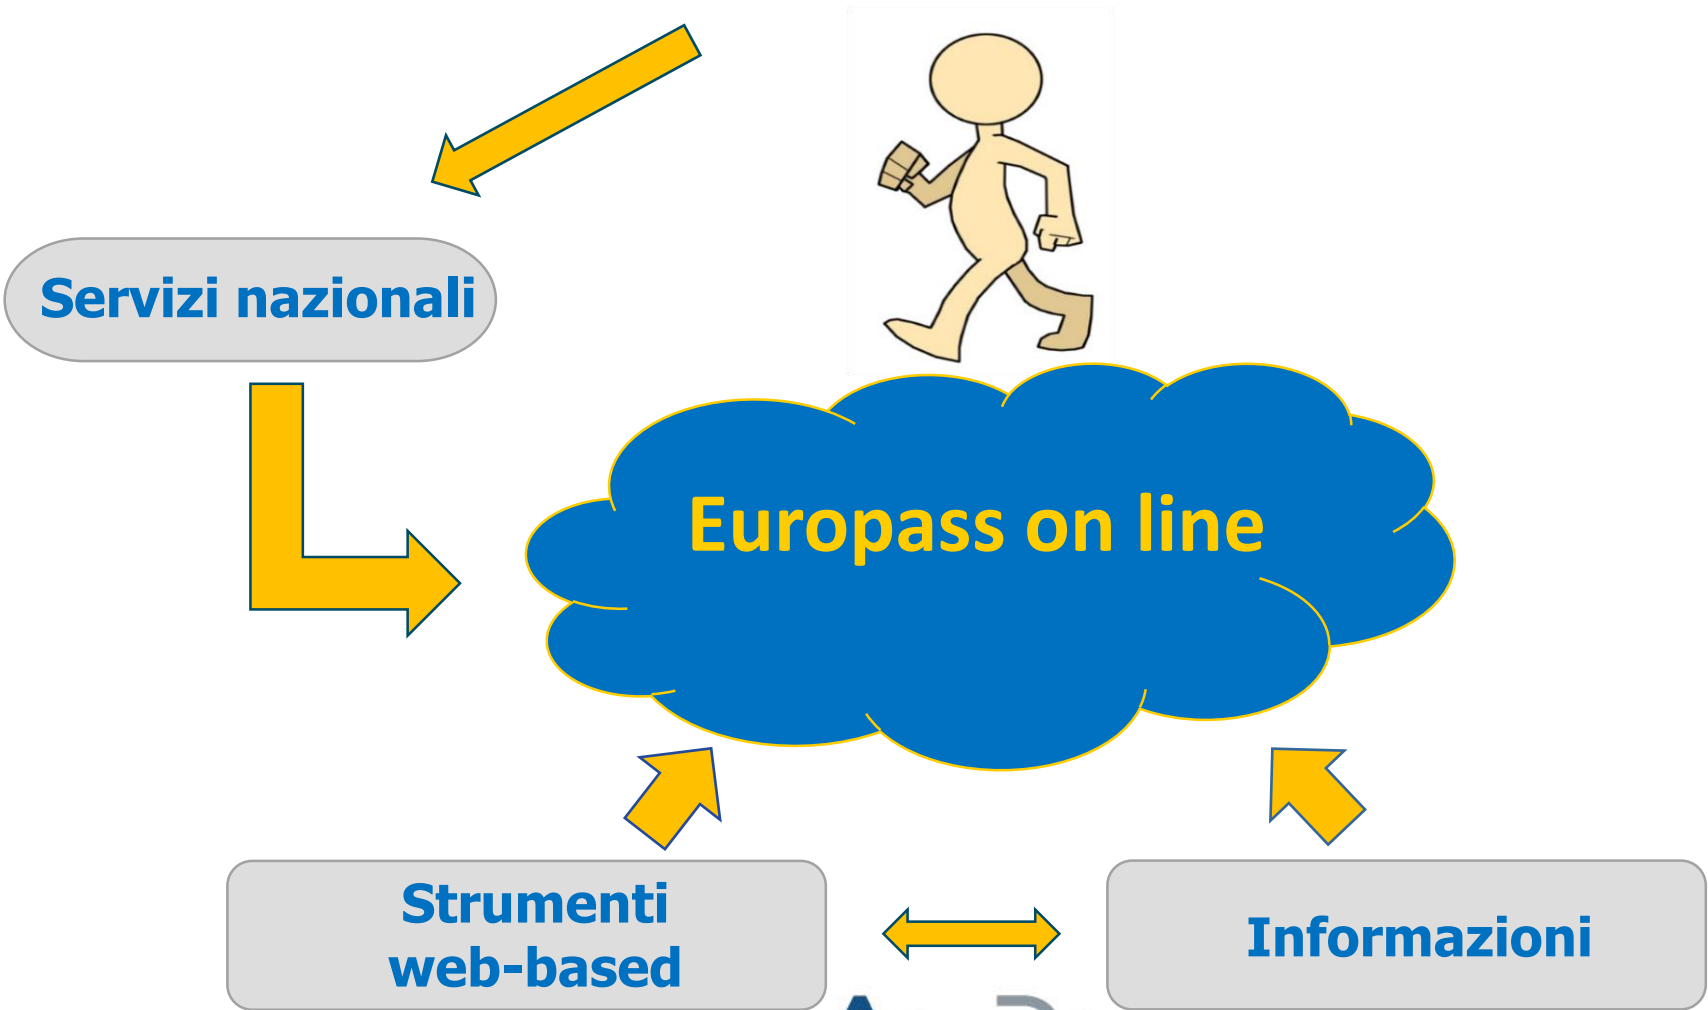 Servizi nazionali
Europass on line
Strumenti
web-based
Informazioni